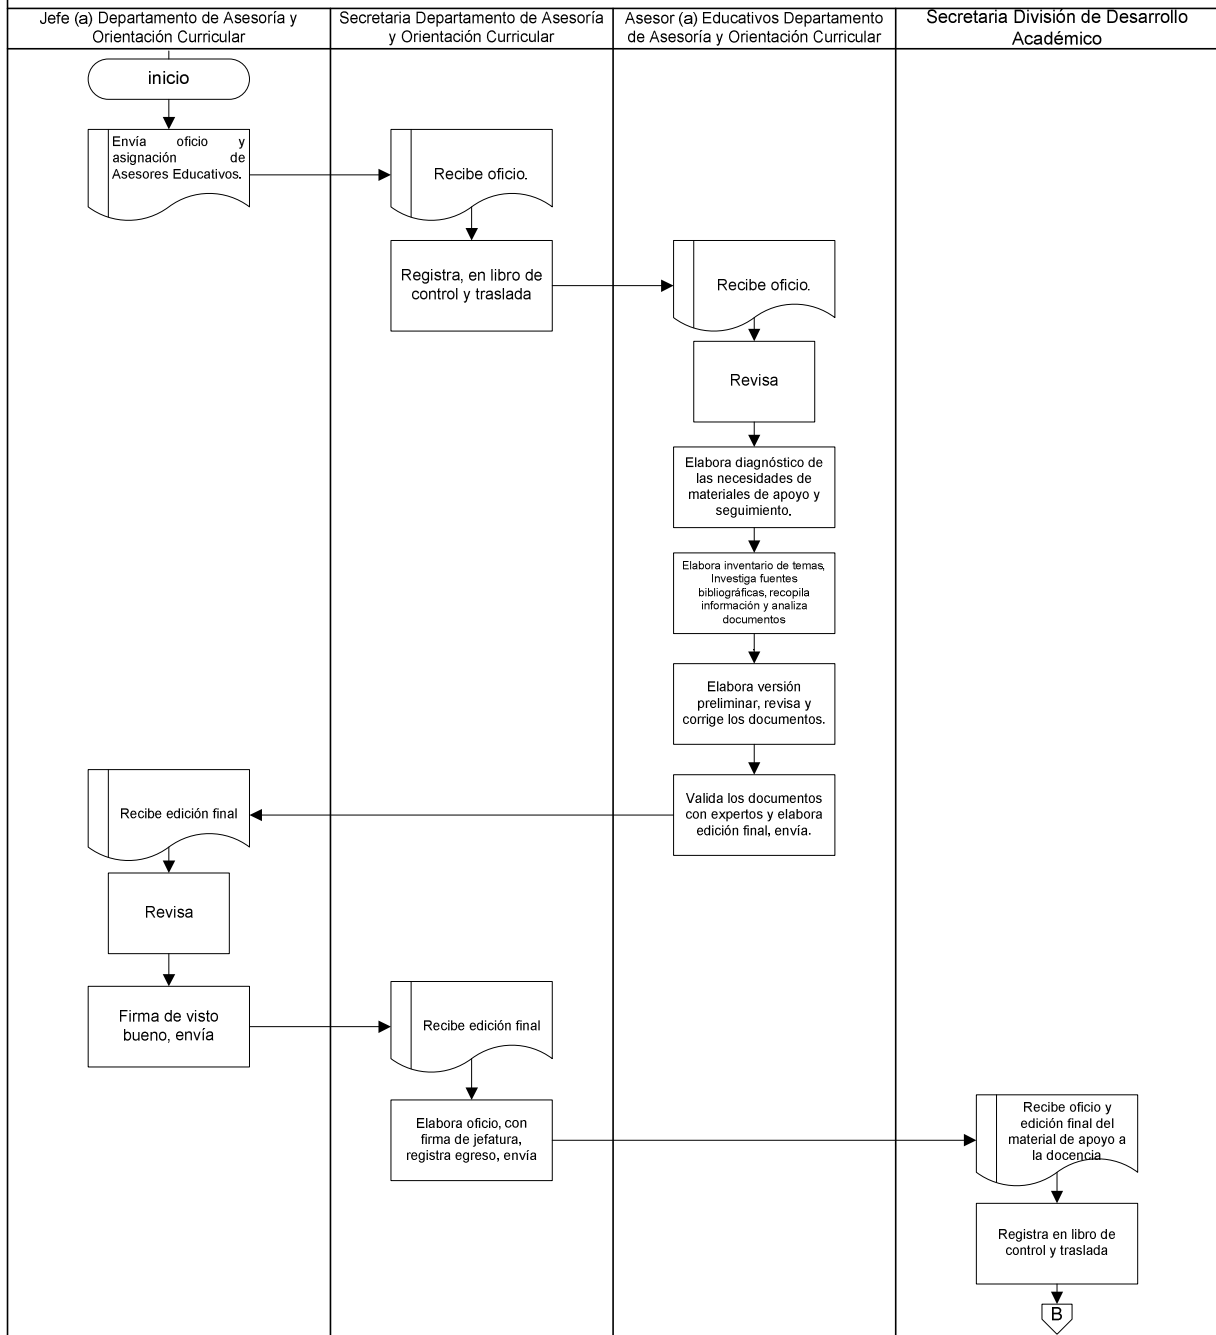 Jefe (a) Departamento de Asesoría y
Orientación Curricular
Secretaria Departamento de Asesoría
y Orientación Curricular
Asesor (a) Educativos Departamento
de Asesoría y Orientación Curricular
Secretaria División de Desarrollo
Académico
inicio
Envía oficio y
asignación de
Asesores Educativos.
Recibe oficio.
Registra, en libro de
control y traslada
Recibe oficio.
Revisa
Elabora diagnóstico de
las necesidades de
materiales de apoyo y
seguimiento.
Elabora inventario de temas,
Investiga fuentes
bibliográficas, recopila
información y analiza
documentos
Elabora versión
preliminar, revisa y
corrige los documentos.
Valida los documentos
con expertos y elabora
edición final, envía.
Recibe edición final
Revisa
Firma de visto
bueno, envía
Recibe edición final
Elabora oficio, con
firma de jefatura,
registra egreso, envía
Recibe oficio y
edición final del
material de apoyo a
la docencia
Registra en libro de
control y traslada
B